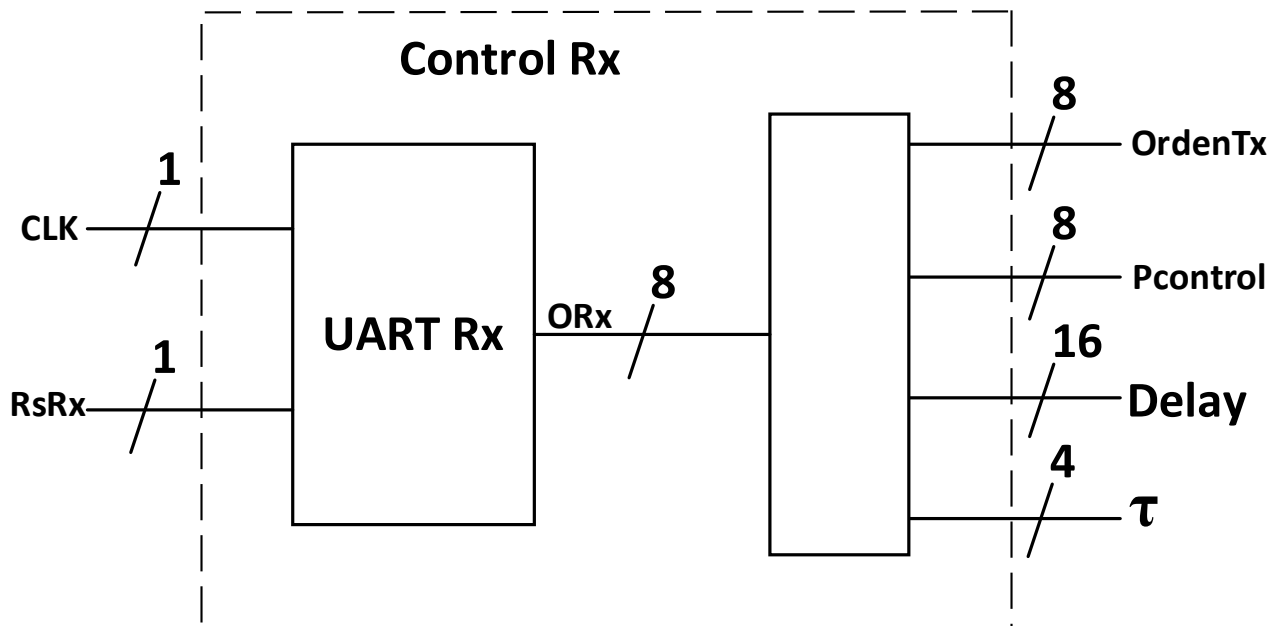 Control Rx
8
OrdenTx
1
CLK
8
Pcontrol
ORx
8
UART Rx
1
RsRx
16
Delay
4
τ